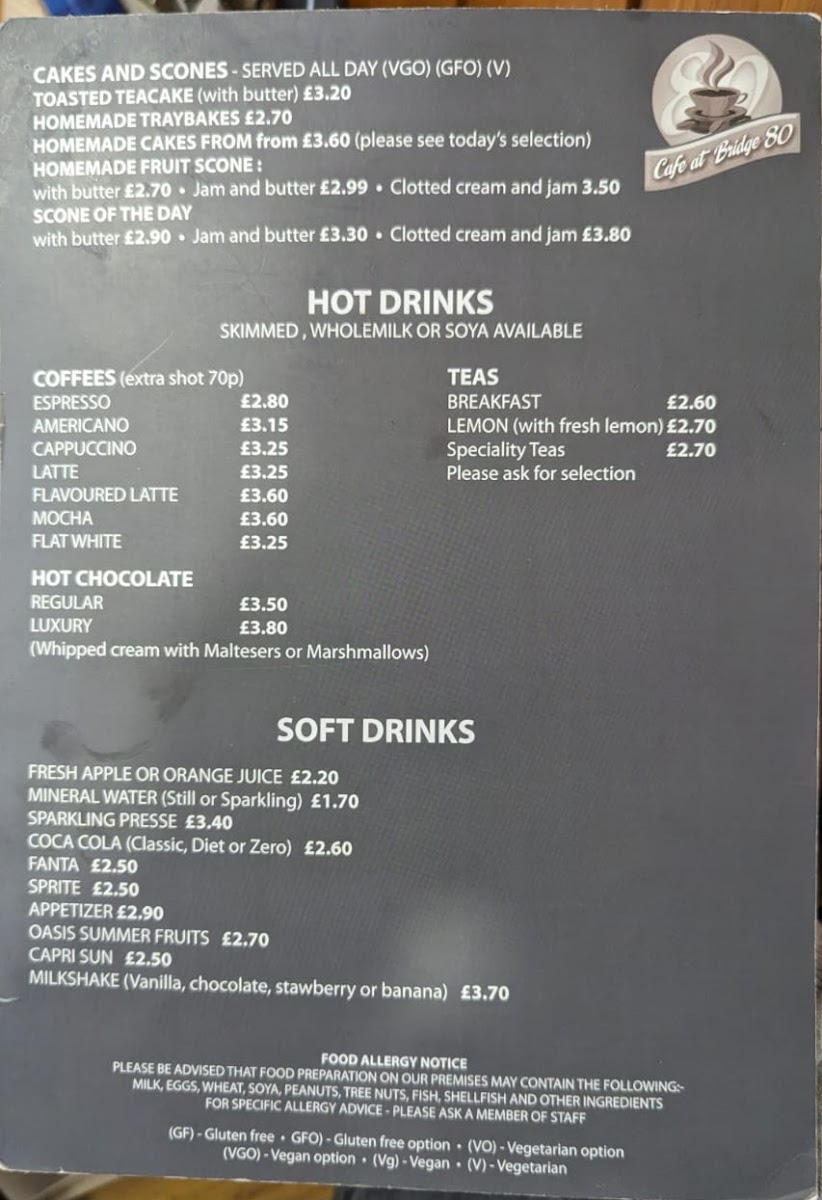 CAKES AND SCONES - SERVED ALL DAY (VGO) (GFO) (V)
TOASTED TEACAKE (with butter) £3.20
HOMEMADE TRAYBAKES £2.70
HOMEMADE CAKES FROM from £3.60 (please see today's selection)
HOMEMADE FRUIT SCONE :
with butter £2.70 • Jam and butter £2.99 • Clotted cream and jam 3.50
SCONE OF THE DAY
with butter £2.90 • Jam and butter £3.30 • Clotted cream and jam £3.80
80
Cafe at Bridge 80
HOT DRINKS
SKIMMED , WHOLEMILK OR SOYA AVAILABLE
COFFEES (extra shot 70p)
ESPRESSO £2.80
AMERICANO £3.15
CAPPUCCINO £3.25
LATTE £3.25
FLAVOURED LATTE £3.60
MOCHA £3.60
FLAT WHITE £3.25
HOT CHOCOLATE
REGULAR £3.50
LUXURY £3.80
(Whipped cream with Maltesers or Marshmallows)
TEAS
BREAKFAST £2.60
LEMON (with fresh lemon) £2.70
Speciality Teas £2.70
Please ask for selection
SOFT DRINKS
FRESH APPLE OR ORANGE JUICE £2.20
MINERAL WATER (Still or Sparkling) £1.70
SPARKLING PRESSE £3.40
COCA COLA (Classic, Diet or Zero) £2.60
FANTA £2.50
SPRITE £2.50
APPETIZER £2.90
OASIS SUMMER FRUITS £2.70
CAPRI SUN £2.50
MILKSHAKE (Vanilla, chocolate, stawberry or banana) £3.70
FOOD ALLERGY NOTICE
PLEASE BE ADVISED THAT FOOD PREPARATION ON OUR PREMISES MAY CONTAIN THE FOLLOWING:-
MILK, EGGS, WHEAT, SOYA, PEANUTS, TREE NUTS, FISH, SHELLFISH AND OTHER INGREDIENTS
FOR SPECIFIC ALLERGY ADVICE - PLEASE ASK A MEMBER OF STAFF
(GF) - Gluten free • GFO) - Gluten free option • (VO) - Vegetarian option
(VGO) - Vegan option • (Vg) - Vegan • (V) - Vegetarian